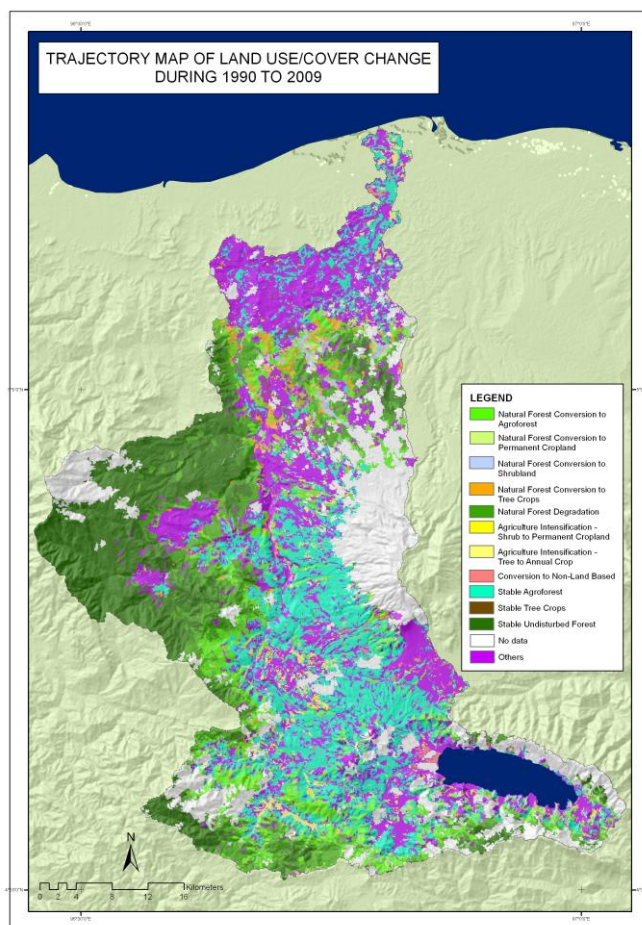 TRAJECTORY MAP OF LAND USE/COVER CHANGE
DURING 1990 TO 2009
LEGEND
Natural Forest Conversion to
Agroforest
Natural Forest Conversion to
Permanent Cropland
Natural Forest Conversion to
Shrubland
Natural Forest Conversion to
Tree Crops
Natural Forest Degradation
Agriculture Intensification -
Shrub to Permanent Cropland
Agriculture Intensification -
Tree to Annual Crop
Conversion to Non-Land Based
Stable Agroforest
Stable Tree Crops
Stable Undisturbed Forest
No data
Others
N
0 2 4 8 12 16
Kilometers